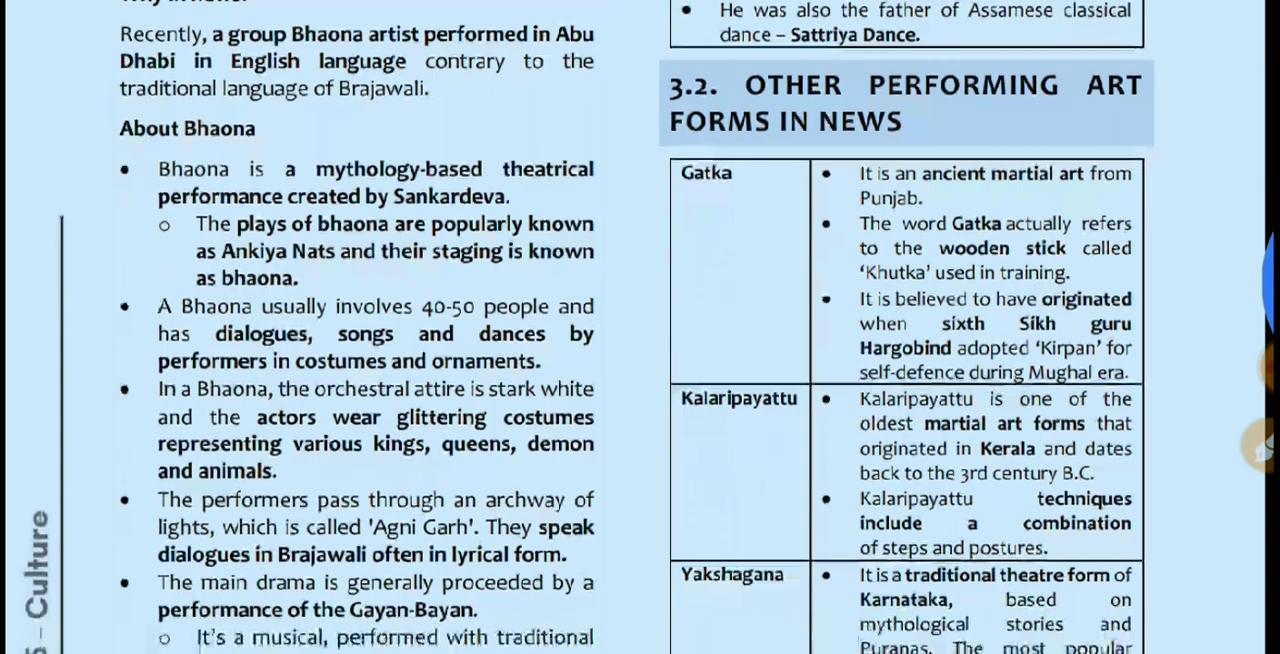 Recently, a group Bhaona artist performed in Abu
Dhabi in English language contrary to the
traditional language of Brajawali.
About Bhaona
• Bhaona is a mythology-based theatrical
performance created by Sankardeva.
o The plays of bhaona are popularly known
as Ankiya Nats and their staging is known
as bhaona.
• A Bhaona usually involves 40-50 people and
has dialogues, songs and dances by
performers in costumes and ornaments.
• In a Bhaona, the orchestral attire is stark white
and the actors wear glittering costumes
representing various kings, queens, demon
and animals.
• The performers pass through an archway of
lights, which is called 'Agni Garh'. They speak
dialogues in Brajawali often in lyrical form.
• The main drama is generally proceeded by a
performance of the Gayan-Bayan.
o It's a musical, performed with traditional
– Culture
• He was also the father of Assamese classical
dance – Sattriya Dance.
3.2. OTHER PERFORMING ART
FORMS IN NEWS
Gatka
• It is an ancient martial art from
Punjab.
• The word Gatka actually refers
to the wooden stick called
‘Khutka’ used in training.
• It is believed to have originated
when sixth Sikh guru
Hargobind adopted ‘Kirpan’ for
self-defence during Mughal era.
Kalaripayattu
• Kalaripayattu is one of the
oldest martial art forms that
originated in Kerala and dates
back to the 3rd century B.C.
• Kalaripayattu techniques
include a combination
of steps and postures.
Yakshagana
• It is a traditional theatre form of
Karnataka, based on
mythological stories and
Puranas. The most popular